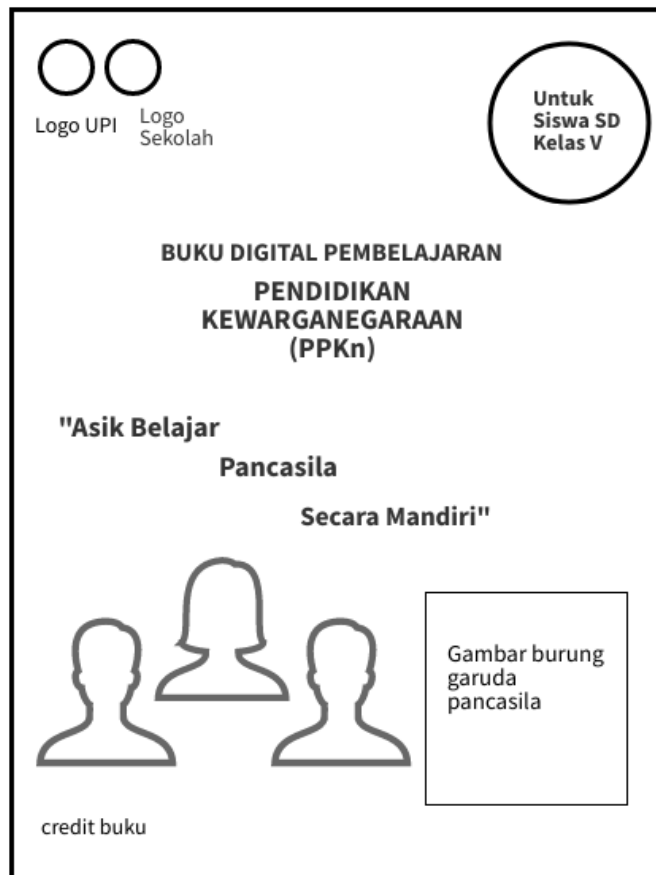 Logo UPI
Logo
Sekolah
Untuk
Siswa SD
Kelas V
BUKU DIGITAL PEMBELAJARAN
PENDIDIKAN
KEWARGANEGARAAN
(PPKn)
"Asik Belajar
Pancasila
Secara Mandiri"
Gambar burung
garuda
pancasila
credit buku